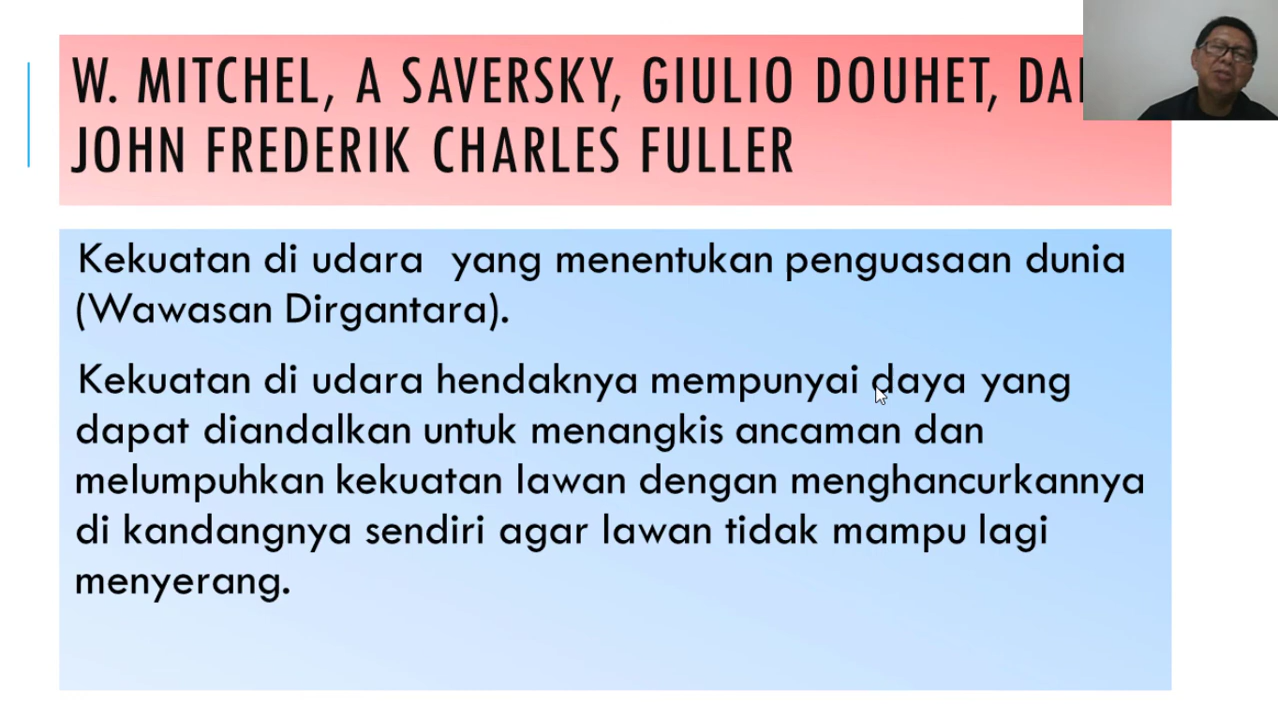 W. MITCHEL, A SAVERSKY, GIULIO DOUHET,
JOHN FREDERIK CHARLES FULLER
Kekuatan di udara yang menentukan penguasaan dunia
(Wawasan Dirgantara).
Kekuatan di udara hendaknya mempunyai daya yang
dapat diandalkan untuk menangkis ancaman dan
melumpuhkan kekuatan lawan dengan menghancurkannya
di kandangnya sendiri agar lawan tidak mampu lagi
menyerang.